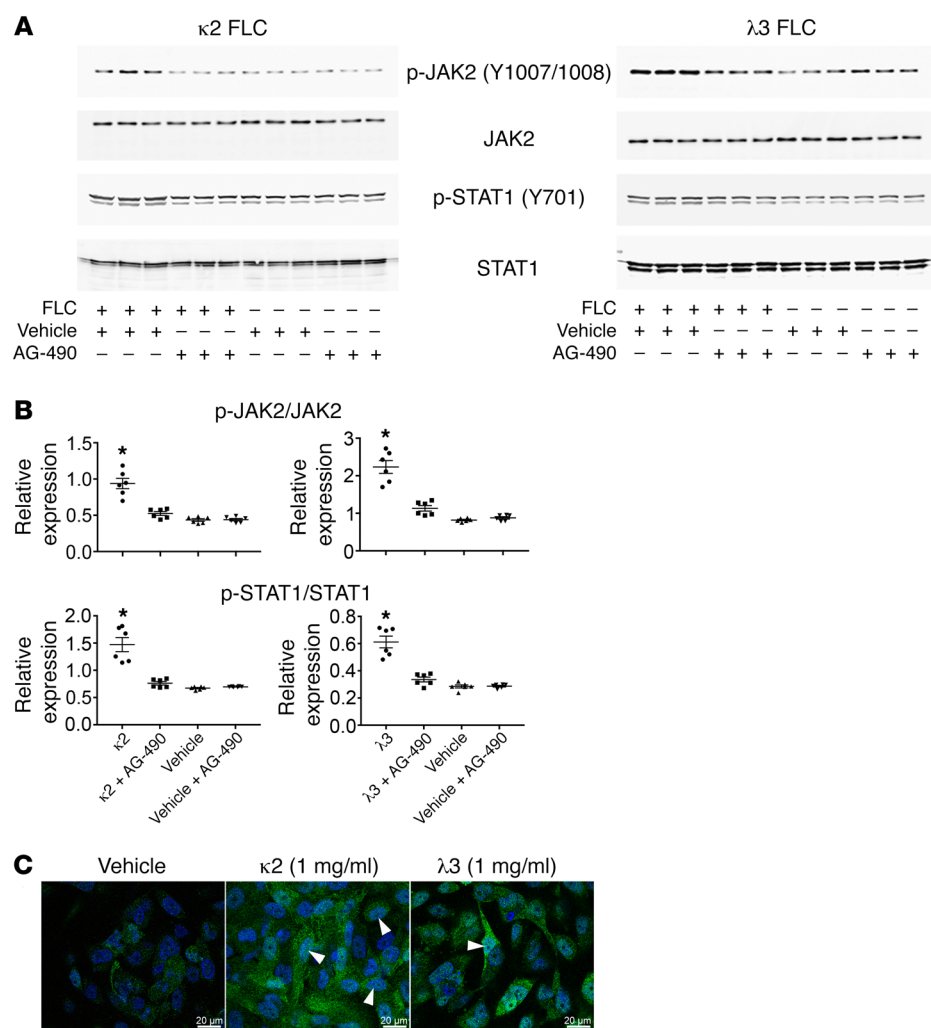 A
κ2 FLC
λ3 FLC
p-JAK2 (Y1007/1008)
JAK2
p-STAT1 (Y701)
STAT1
FLC + + + + + + – – – – – –
Vehicle + + + – – – + + + – – –
AG-490 – – – + + + – – – + + +
FLC + + + + + + – – – – – –
Vehicle + + + – – – + + + – – –
AG-490 – – – + + + – – – + + +
B
p-JAK2/JAK2
Relative expression
1.5
1.0
0.5
0.0
*
Relative expression
3
2
1
0
*
p-STAT1/STAT1
Relative expression
2.0
1.5
1.0
0.5
0.0
*
κ2
κ2 + AG-490
Vehicle
Vehicle + AG-490
Relative expression
0.8
0.6
0.4
0.2
0.0
*
λ3
λ3 + AG-490
Vehicle
Vehicle + AG-490
C
Vehicle
κ2 (1 mg/ml)
λ3 (1 mg/ml)
20 µm
20 µm
20 µm